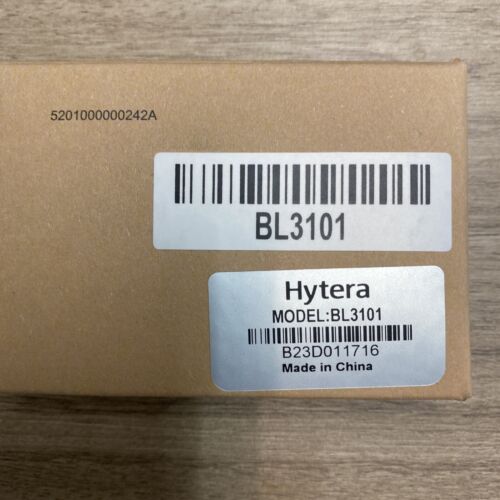 5201000000242A
BL3101
Hytera
MODEL:BL3101
B23D011716
Made in China